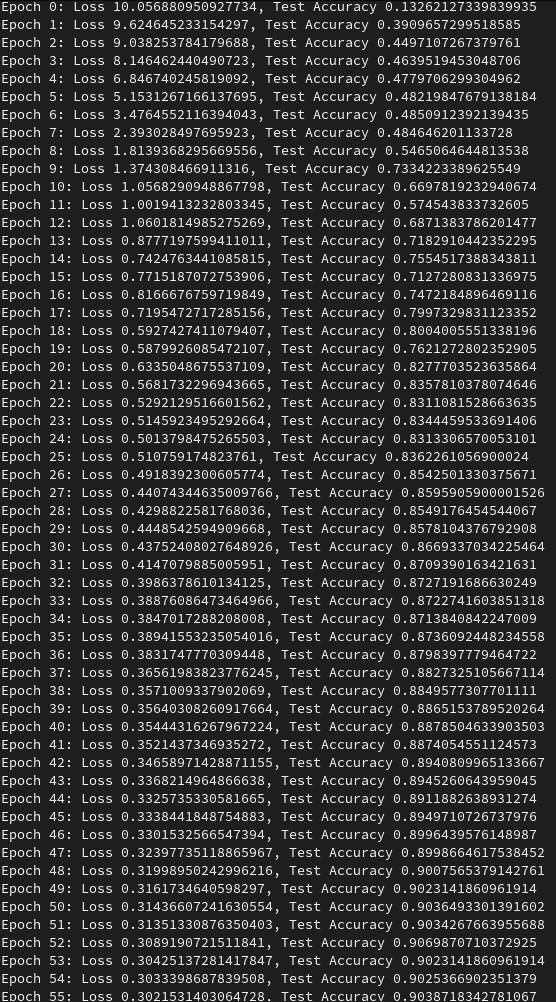 Epoch 0: Loss 10.056880950927734, Test Accuracy 0.13262127339839935
Epoch 1: Loss 9.624645233154297, Test Accuracy 0.3909657299518585
Epoch 2: Loss 9.038253784179688, Test Accuracy 0.4497107267379761
Epoch 3: Loss 8.146462440490723, Test Accuracy 0.4639519453048706
Epoch 4: Loss 6.846740245819092, Test Accuracy 0.4779706299304962
Epoch 5: Loss 5.1531267166137695, Test Accuracy 0.48219847679138184
Epoch 6: Loss 3.4764552116394043, Test Accuracy 0.4850912392139435
Epoch 7: Loss 2.393028497695923, Test Accuracy 0.484646201133728
Epoch 8: Loss 1.8139368295669556, Test Accuracy 0.5465064644813538
Epoch 9: Loss 1.374308466911316, Test Accuracy 0.7334223389625549
Epoch 10: Loss 1.0568290948867798, Test Accuracy 0.6697819232940674
Epoch 11: Loss 1.0019413232803345, Test Accuracy 0.574543833732605
Epoch 12: Loss 1.0601814985275269, Test Accuracy 0.6871383786201477
Epoch 13: Loss 0.8777197599411011, Test Accuracy 0.7182910442352295
Epoch 14: Loss 0.7424763441085815, Test Accuracy 0.7554517388343811
Epoch 15: Loss 0.7715187072753906, Test Accuracy 0.7127280831336975
Epoch 16: Loss 0.8166676759719849, Test Accuracy 0.7472184896469116
Epoch 17: Loss 0.7195472717285156, Test Accuracy 0.7997329831123352
Epoch 18: Loss 0.5927427411079407, Test Accuracy 0.8004005551338196
Epoch 19: Loss 0.5879926085472107, Test Accuracy 0.7621272802352905
Epoch 20: Loss 0.6335048675537109, Test Accuracy 0.8277703523635864
Epoch 21: Loss 0.5681732296943665, Test Accuracy 0.8357810378074646
Epoch 22: Loss 0.5292129516601562, Test Accuracy 0.8311081528663635
Epoch 23: Loss 0.5145923495292664, Test Accuracy 0.8344459533691406
Epoch 24: Loss 0.5013798475265503, Test Accuracy 0.8313306570053101
Epoch 25: Loss 0.510759174823761, Test Accuracy 0.8362261056900024
Epoch 26: Loss 0.4918392300605774, Test Accuracy 0.8542501330375671
Epoch 27: Loss 0.44074344635009766, Test Accuracy 0.8595905900001526
Epoch 28: Loss 0.4298822581768036, Test Accuracy 0.8549176454544067
Epoch 29: Loss 0.4448542594909668, Test Accuracy 0.8578104376792908
Epoch 30: Loss 0.43752408027648926, Test Accuracy 0.8669337034225464
Epoch 31: Loss 0.4147079885005951, Test Accuracy 0.8709390163421631
Epoch 32: Loss 0.3986378610134125, Test Accuracy 0.8727191686630249
Epoch 33: Loss 0.38876086473464966, Test Accuracy 0.8722741603851318
Epoch 34: Loss 0.3847017288208008, Test Accuracy 0.8713840842247009
Epoch 35: Loss 0.38941553235054016, Test Accuracy 0.8736092448234558
Epoch 36: Loss 0.3831747770309448, Test Accuracy 0.8798397779464722
Epoch 37: Loss 0.36561983823776245, Test Accuracy 0.8827325105667114
Epoch 38: Loss 0.3571009337902069, Test Accuracy 0.8849577307701111
Epoch 39: Loss 0.35640308260917664, Test Accuracy 0.8865153789520264
Epoch 40: Loss 0.35444316267967224, Test Accuracy 0.8878504633903503
Epoch 41: Loss 0.3521437346935272, Test Accuracy 0.8874054551124573
Epoch 42: Loss 0.34658971428871155, Test Accuracy 0.8940809965133667
Epoch 43: Loss 0.3368214964866638, Test Accuracy 0.8945260643959045
Epoch 44: Loss 0.3325735330581665, Test Accuracy 0.8911882638931274
Epoch 45: Loss 0.3338441848754883, Test Accuracy 0.8949710726737976
Epoch 46: Loss 0.3301532566547394, Test Accuracy 0.8996439576148987
Epoch 47: Loss 0.32397735118865967, Test Accuracy 0.8998664617538452
Epoch 48: Loss 0.31998950242996216, Test Accuracy 0.9007565379142761
Epoch 49: Loss 0.3161734640598297, Test Accuracy 0.9023141860961914
Epoch 50: Loss 0.31436607241630554, Test Accuracy 0.9036493301391602
Epoch 51: Loss 0.31351330876350403, Test Accuracy 0.9034267663955688
Epoch 52: Loss 0.3089190721511841, Test Accuracy 0.9069870710372925
Epoch 53: Loss 0.30425137281417847, Test Accuracy 0.9023141860961914
Epoch 54: Loss 0.3033398687839508, Test Accuracy 0.9025366902351379
Epoch 55: Loss 0.3021531403064728, Test Accuracy 0.9038718342781067